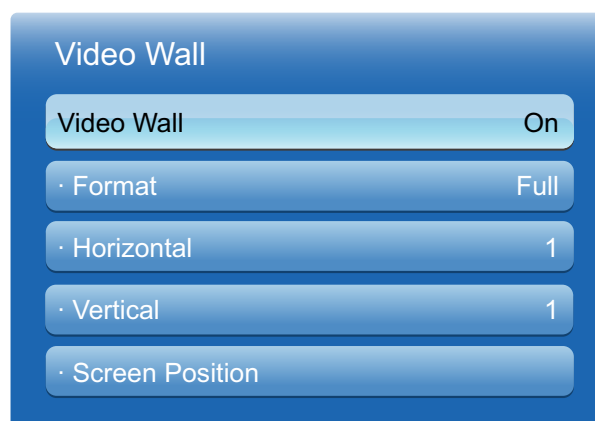 Video Wall
Video Wall On
· Format Full
· Horizontal 1
· Vertical 1
· Screen Position